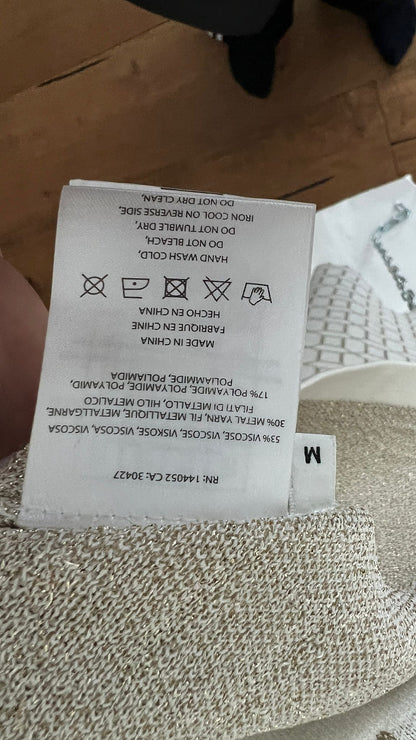 RN: 144052 CA: 30427
53% VISCOSE, VISCOSE, VISKOSE, VISCOSA, VISCOSA
30% METAL YARN, FIL METALLIQUE, METALLGARNE,
FILATI DI METALLO, HILO METALICO
17% POLYAMIDE, POLYAMIDE, POLYAMID,
POLIAMMIDE, POLIAMIDA
MADE IN CHINA
FABRIQUE EN CHINE
HECHO EN CHINA
HAND WASH COLD,
DO NOT BLEACH,
DO NOT TUMBLE DRY,
IRON COOL ON REVERSE SIDE,
DO NOT DRY CLEAN,
M